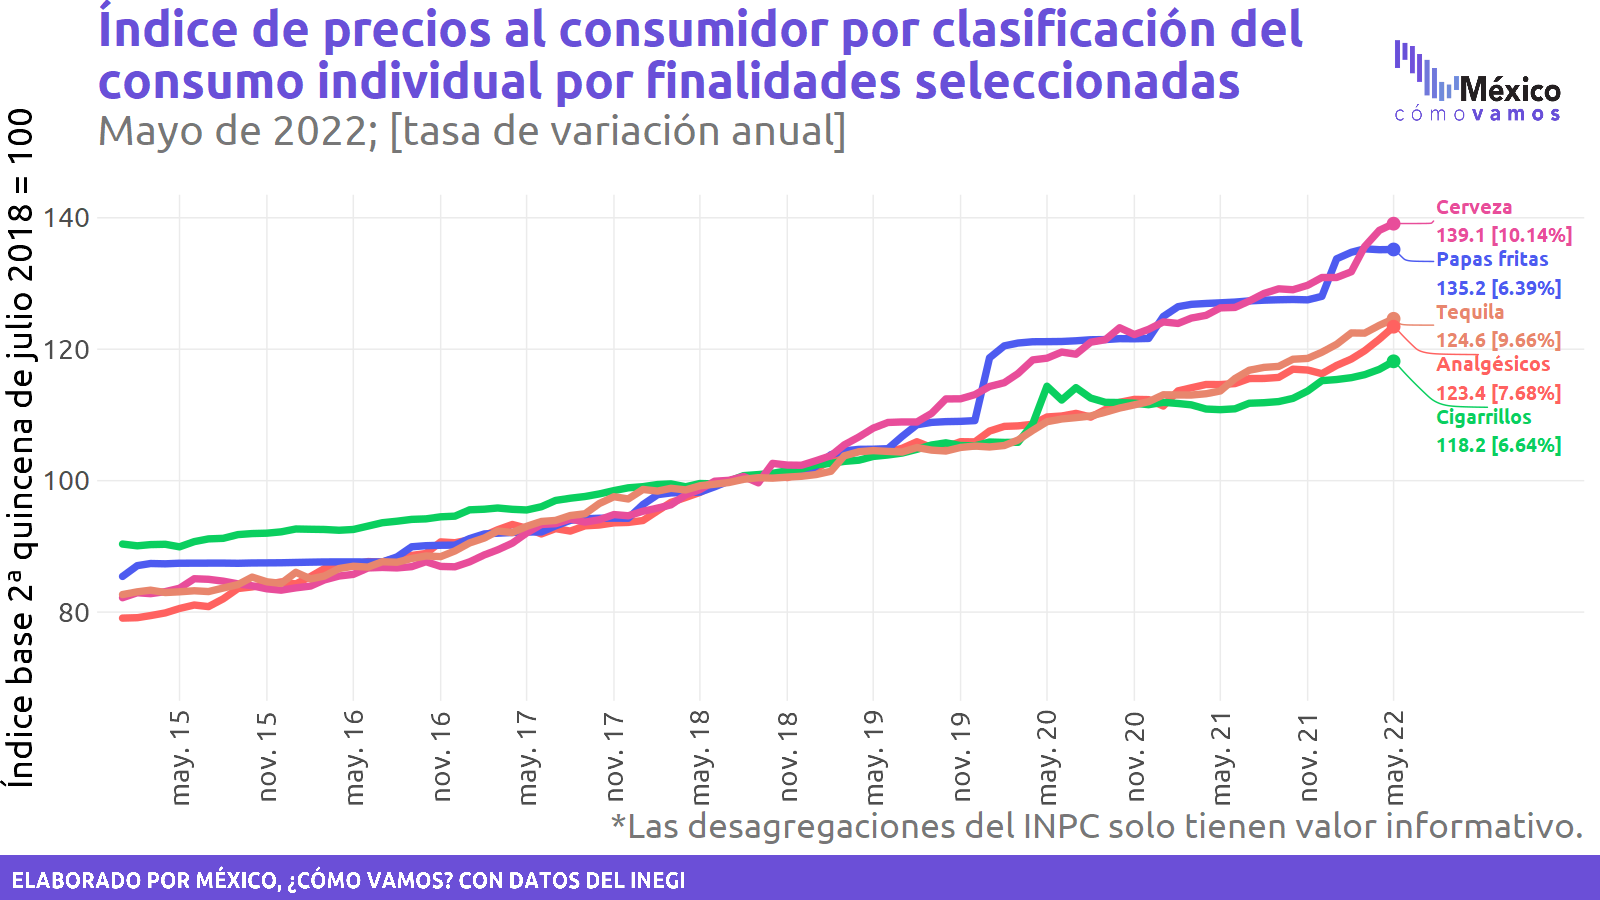 Índice de precios al consumidor por clasificación del
consumo individual por finalidades seleccionadas
Mayo de 2022; [tasa de variación anual]
México
cómovamos
Índice base 2ª quincena de julio 2018 = 100
140
120
100
80
Cerveza
139.1 [10.14%]
Papas fritas
135.2 [6.39%]
Tequila
124.6 [9.66%]
Analgésicos
123.4 [7.68%]
Cigarrillos
118.2 [6.64%]
may. 15
nov. 15
may. 16
nov. 16
may. 17
nov. 17
may. 18
nov. 18
may. 19
nov. 19
may. 20
nov. 20
may. 21
nov. 21
may. 22
*Las desagregaciones del INPC solo tienen valor informativo.
ELABORADO POR MÉXICO, ¿CÓMO VAMOS? CON DATOS DEL INEGI